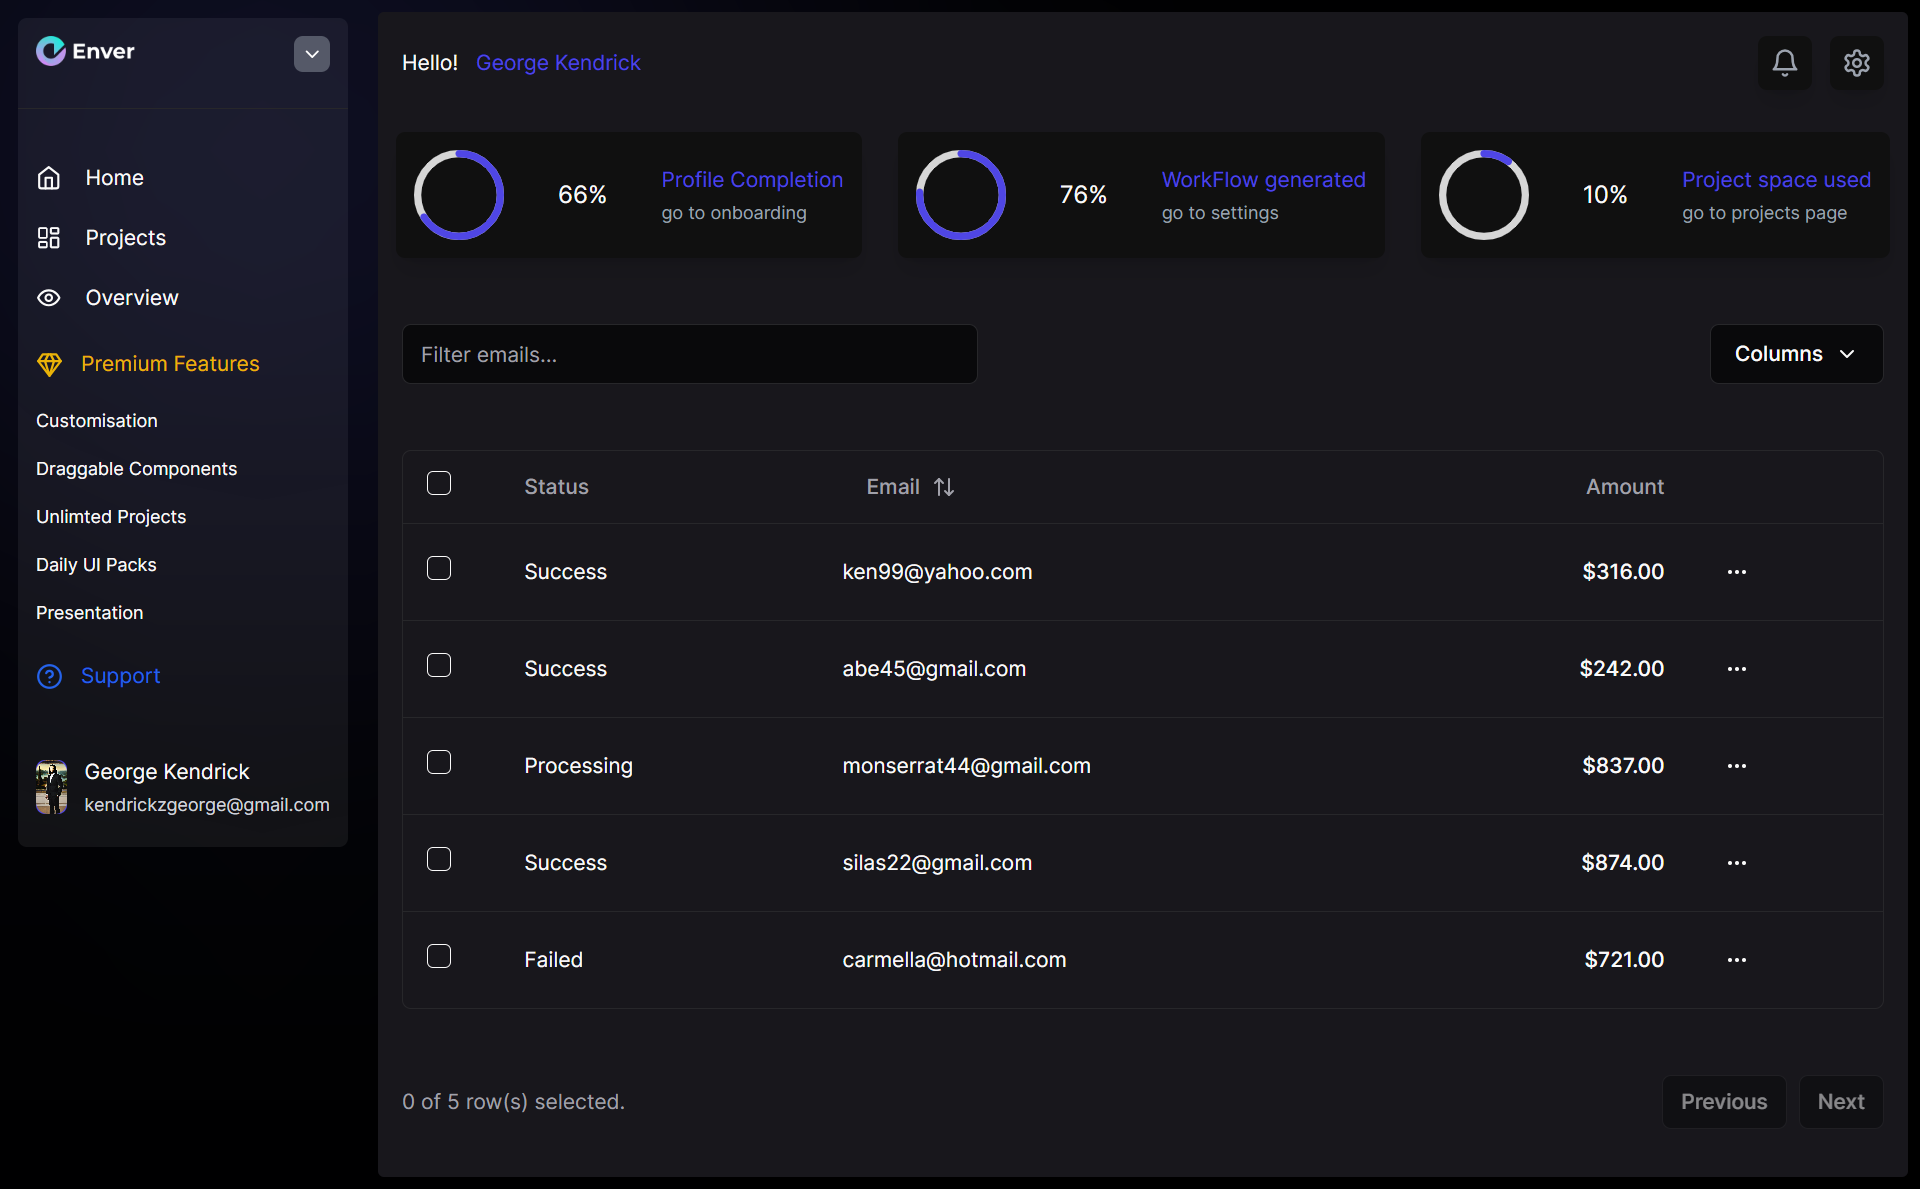 Enver
Home
Projects
Overview
Premium Features
Customisation
Draggable Components
Unlimted Projects
Daily UI Packs
Presentation
Support
George Kendrick
kendrickzgeorge@gmail.com
Hello! George Kendrick
66%
Profile Completion
go to onboarding
76%
WorkFlow generated
go to settings
10%
Project space used
go to projects page
Filter emails...
Columns
Status Email Amount
Success ken99@yahoo.com $316.00
Success abe45@gmail.com $242.00
Processing monserrat44@gmail.com $837.00
Success silas22@gmail.com $874.00
Failed carmella@hotmail.com $721.00
0 of 5 row(s) selected.
Previous Next